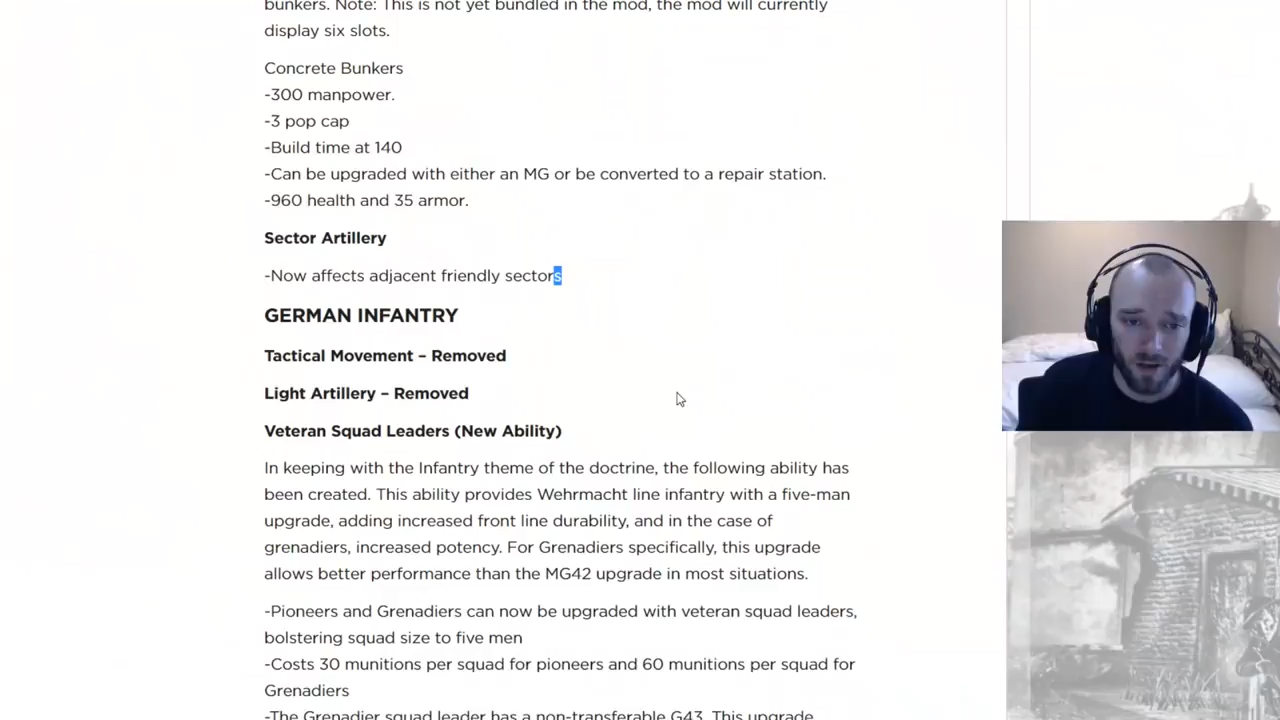 bunkers. Note: This is not yet bundled in the mod, the mod will currently
display six slots.
Concrete Bunkers
-300 manpower.
-3 pop cap
-Build time at 140
-Can be upgraded with either an MG or be converted to a repair station.
-960 health and 35 armor.
Sector Artillery
-Now affects adjacent friendly sectors
GERMAN INFANTRY
Tactical Movement – Removed
Light Artillery – Removed
Veteran Squad Leaders (New Ability)
In keeping with the Infantry theme of the doctrine, the following ability has
been created. This ability provides Wehrmacht line infantry with a five-man
upgrade, adding increased front line durability, and in the case of
grenadiers, increased potency. For Grenadiers specifically, this upgrade
allows better performance than the MG42 upgrade in most situations.
-Pioneers and Grenadiers can now be upgraded with veteran squad leaders,
bolstering squad size to five men
-Costs 30 munitions per squad for pioneers and 60 munitions per squad for
Grenadiers
-The Grenadier squad leader has a non-transferable G43. This upgrade